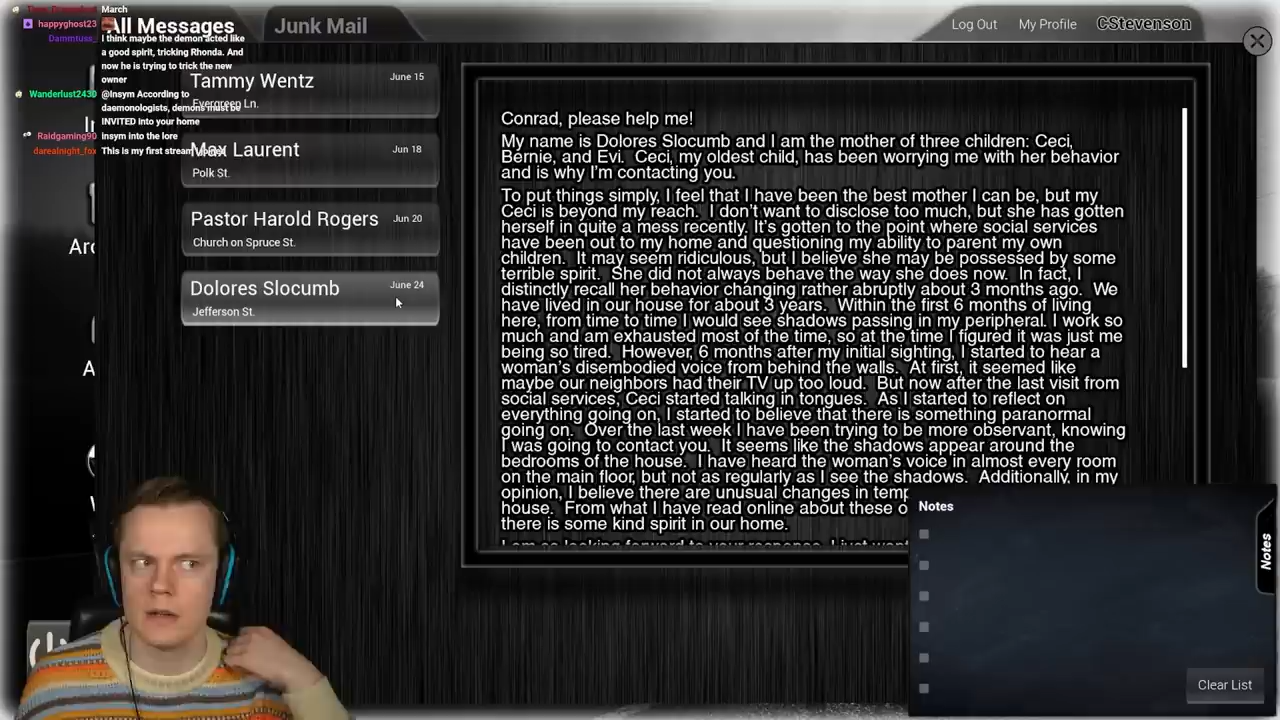 March
happyghost23
All Messages
Junk Mail
Log Out
My Profile
CStevenson
Dammtuss_
I think maybe the demon acted like
a good spirit, tricking Rhonda. And
now he is trying to trick the new
owner
Wanderlust2430
@Insym According to
daemonologists, demons must be
INVITED into your home
Raidgaming90
insym into the lore
darealnight_fox
This is my first stream
Tammy Wentz
June 15
Evergreen Ln.
Max Laurent
Jun 18
Polk St.
Pastor Harold Rogers
Jun 20
Church on Spruce St.
Dolores Slocumb
June 24
Jefferson St.
Conrad, please help me!
My name is Dolores Slocumb and I am the mother of three children: Ceci,
Bernie, and Evi. Ceci, my oldest child, has been worrying me with her behavior
and is why I'm contacting you.
To put things simply, I feel that I have been the best mother I can be, but my
Ceci is beyond my reach. I don't want to disclose too much, but she has gotten
herself in quite a mess recently. It's gotten to the point where social services
have been out to my home and questioning my ability to parent my own
children. It may seem ridiculous, but I believe she may be possessed by some
terrible spirit. She did not always behave the way she does now. In fact, I
distinctly recall her behavior changing rather abruptly about 3 months ago. We
have lived in our house for about 3 years. Within the first 6 months of living
here, from time to time I would see shadows passing in my peripheral. I work so
much and am exhausted most of the time, so at the time I figured it was just me
being so tired. However, 6 months after my initial sighting, I started to hear a
woman's disembodied voice from behind the walls. At first, it seemed like
maybe our neighbors had their TV up too loud. But now after the last visit from
social services, Ceci started talking in tongues. As I started to reflect on
everything going on, I started to believe that there is something paranormal
going on. Over the last week I have been trying to be more observant, knowing
I was going to contact you. It seems like the shadows appear around the
bedrooms of the house. I have heard the woman's voice in almost every room
on the main floor, but not as regularly as I see the shadows. Additionally, in my
opinion, I believe there are unusual changes in temp
house. From what I have read online about these o
there is some kind spirit in our home.
I am so looking forward to your response. I just want
Notes
Notes
Clear List